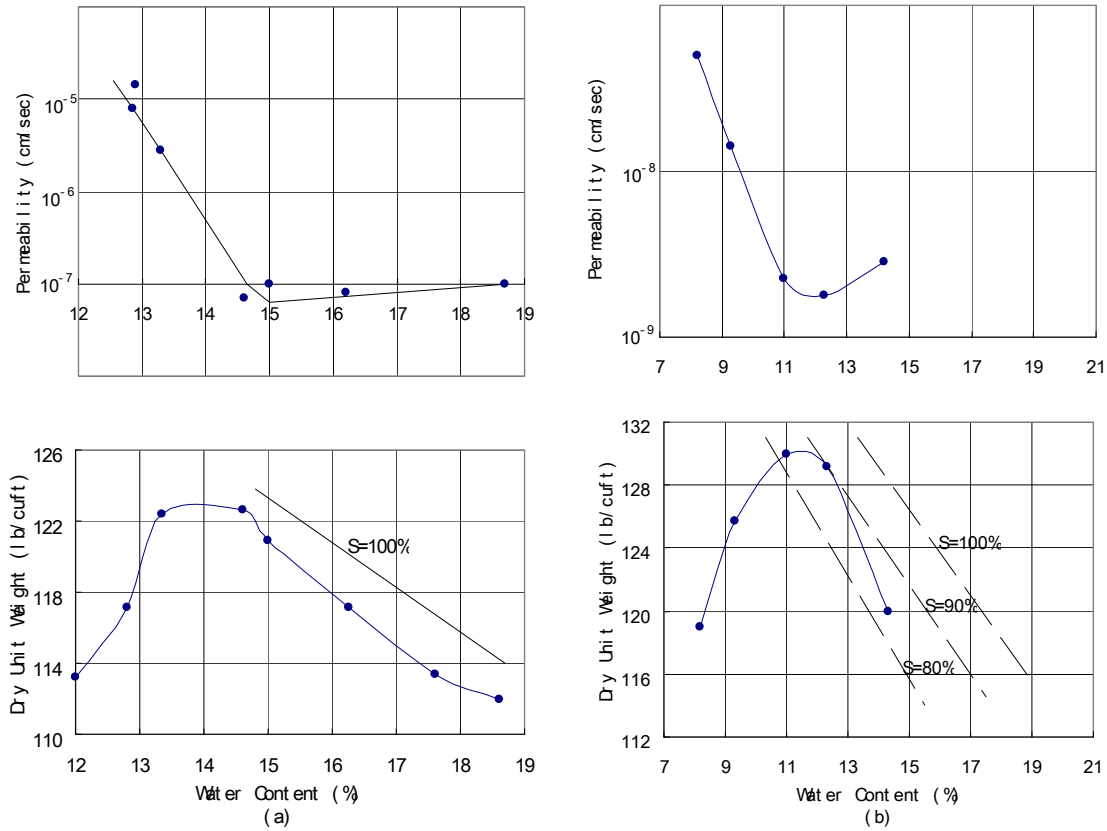 Permeability (cm/sec)
10-5
10-6
10-7
12 13 14 15 16 17 18 19
Permeability (cm/sec)
10-8
10-9
7 9 11 13 15 17 19 21
Dry Unit Weight (lb/cuft)
126
122
118
114
110
S=100%
12 13 14 15 16 17 18 19
Water Content (%)
(a)
Dry Unit Weight (lb/cuft)
132
128
124
120
116
112
S=100%
S=90%
S=80%
7 9 11 13 15 17 19 21
Water Content (%)
(b)